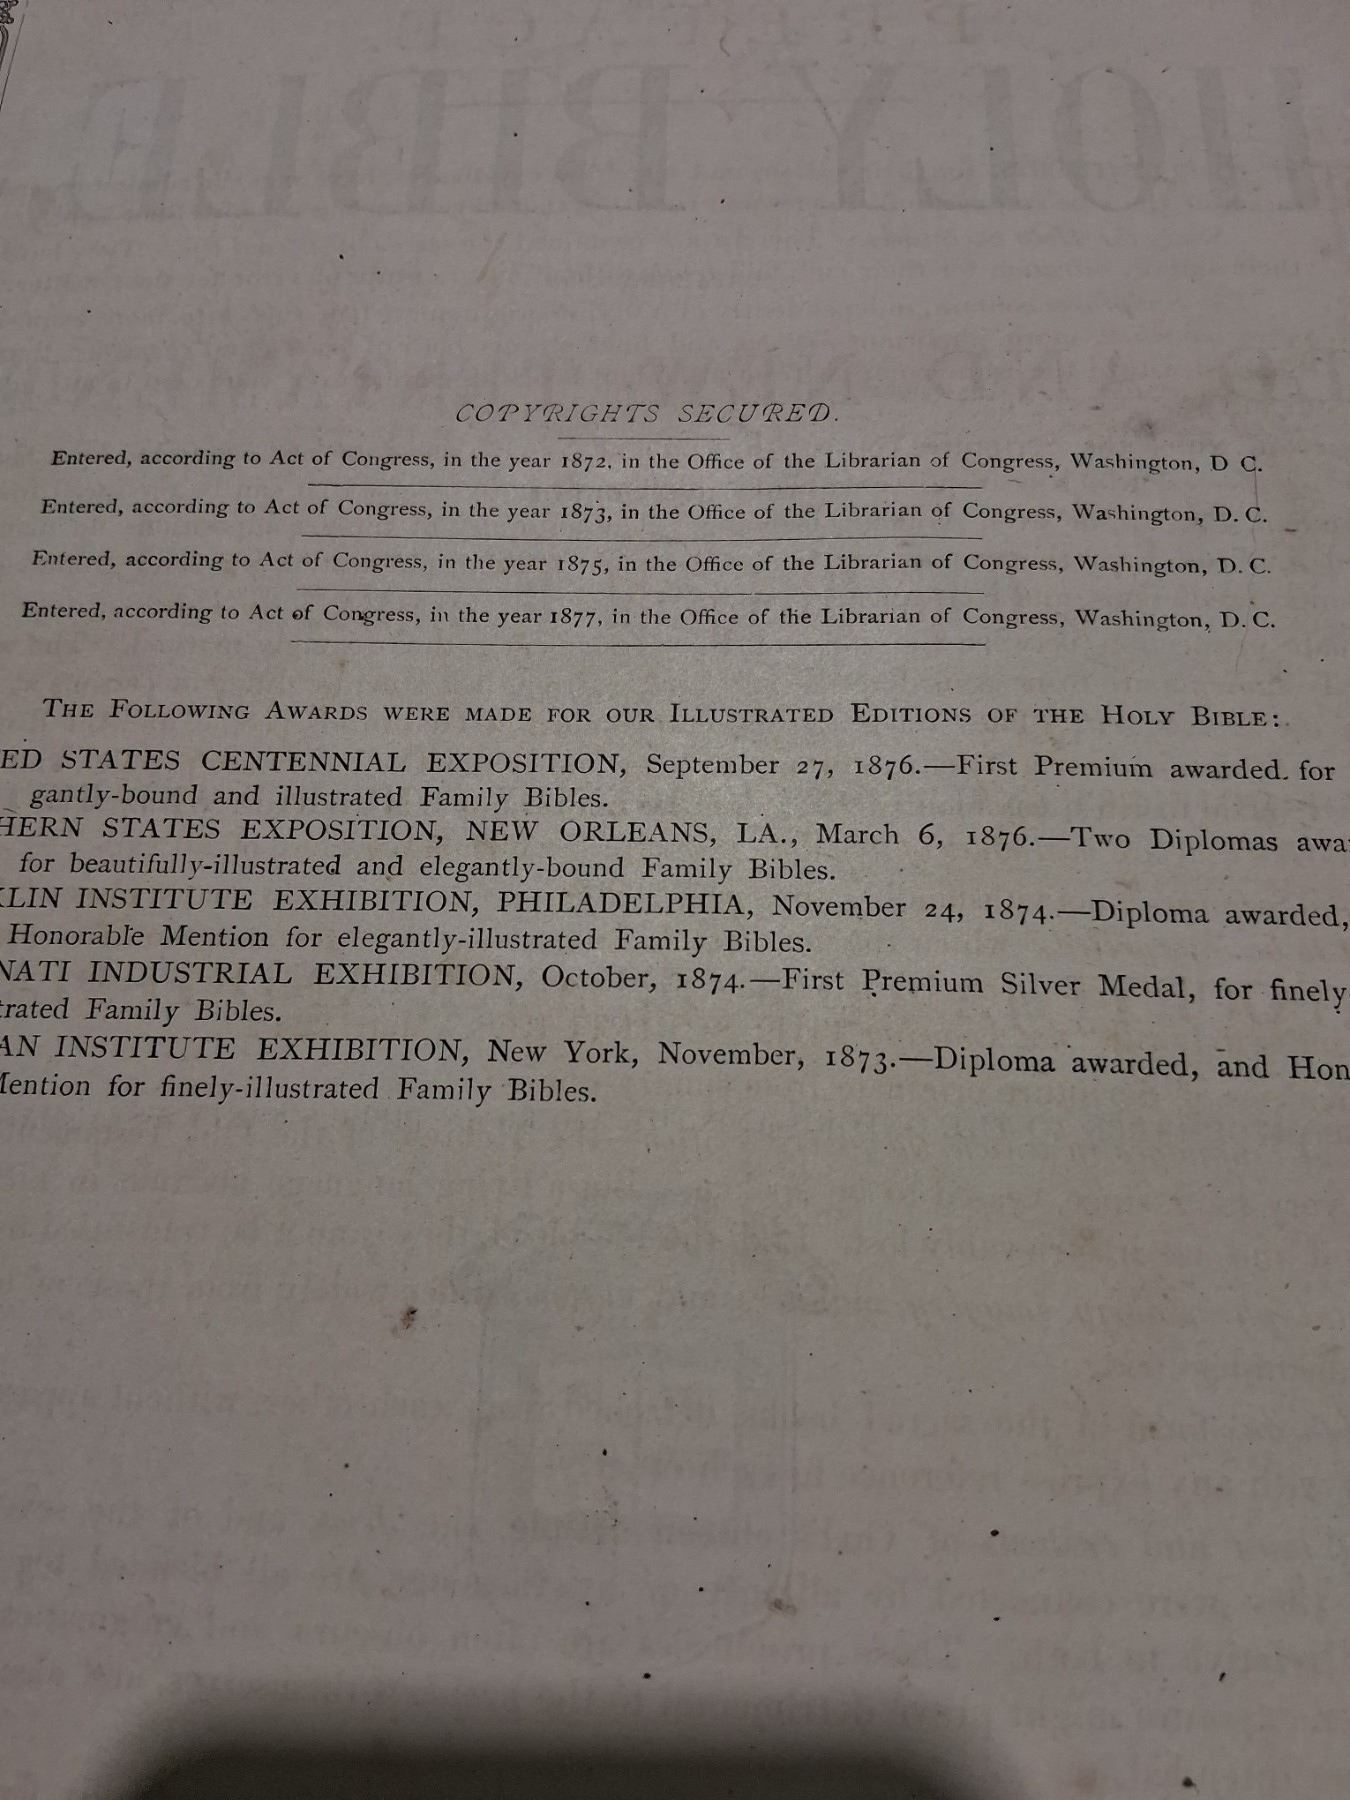 COPYRIGHTS SECURED.
Entered, according to Act of Congress, in the year 1872, in the Office of the Librarian of Congress, Washington, D C.
Entered, according to Act of Congress, in the year 1873, in the Office of the Librarian of Congress, Washington, D. C.
Entered, according to Act of Congress, in the year 1875, in the Office of the Librarian of Congress, Washington, D. C.
Entered, according to Act of Congress, in the year 1877, in the Office of the Librarian of Congress, Washington, D. C.
THE FOLLOWING AWARDS WERE MADE FOR OUR ILLUSTRATED EDITIONS OF THE HOLY BIBLE:
ED STATES CENTENNIAL EXPOSITION, September 27, 1876.—First Premium awarded for
gantly-bound and illustrated Family Bibles.
HERN STATES EXPOSITION, NEW ORLEANS, LA., March 6, 1876.—Two Diplomas awa
for beautifully-illustrated and elegantly-bound Family Bibles.
KLIN INSTITUTE EXHIBITION, PHILADELPHIA, November 24, 1874.—Diploma awarded,
Honorable Mention for elegantly-illustrated Family Bibles.
NATI INDUSTRIAL EXHIBITION, October, 1874.—First Premium Silver Medal, for finely
trated Family Bibles.
AN INSTITUTE EXHIBITION, New York, November, 1873.—Diploma awarded, and Hon
Mention for finely-illustrated Family Bibles.